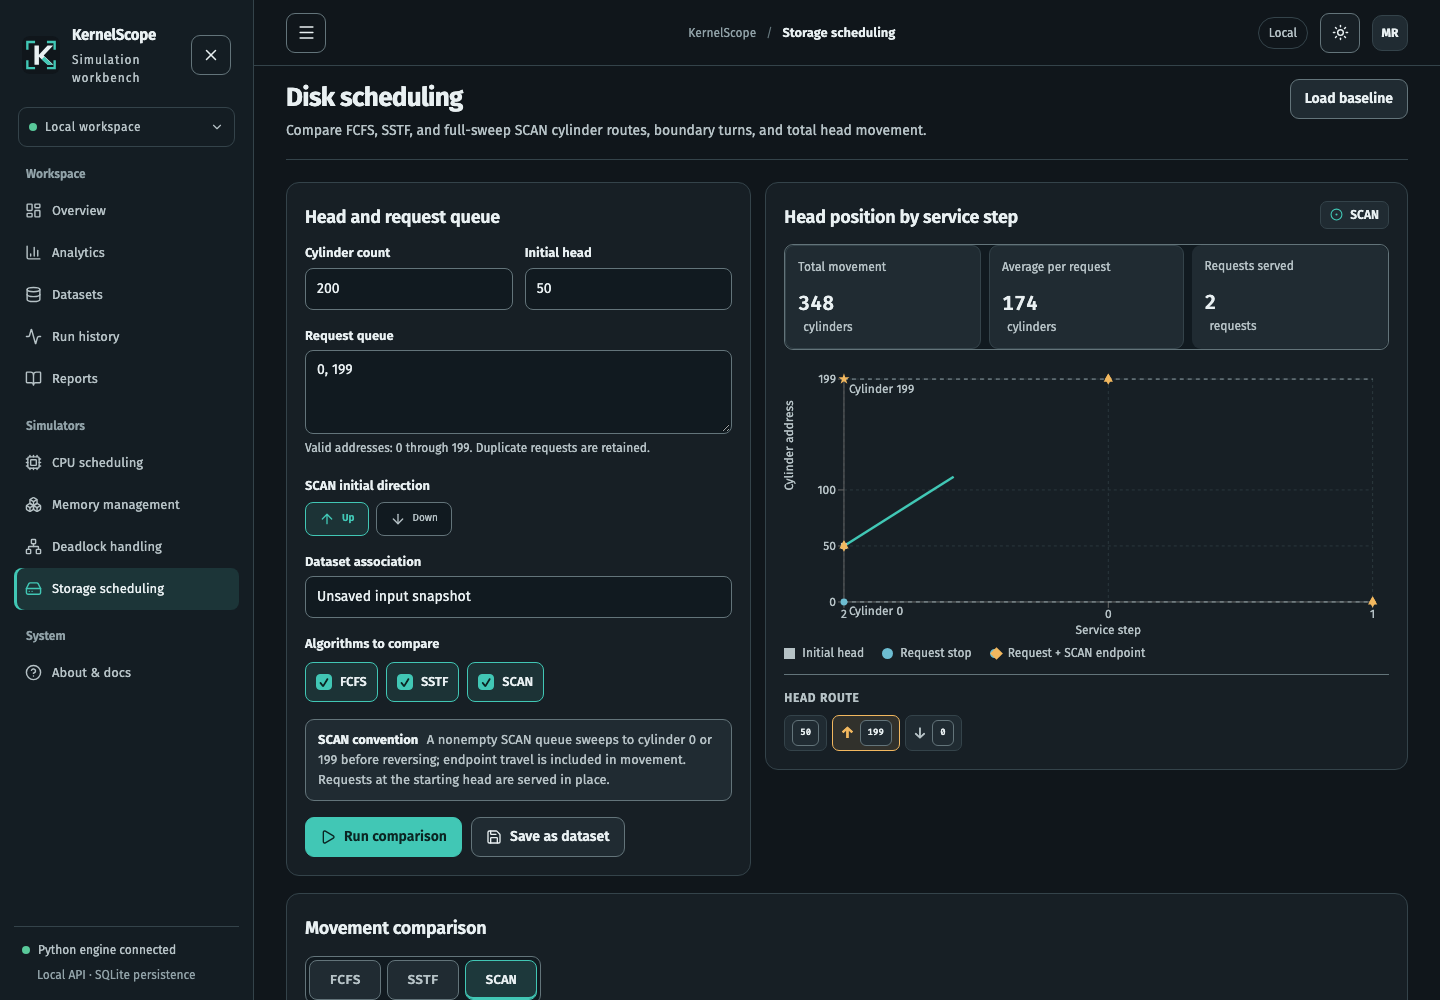 KernelScope
Simulation
workbench
Local workspace
Workspace
Overview
Analytics
Datasets
Run history
Reports
Simulators
CPU scheduling
Memory management
Deadlock handling
Storage scheduling
System
About & docs
Python engine connected
Local API · SQLite persistence
KernelScope / Storage scheduling
Local
MR
Disk scheduling
Compare FCFS, SSTF, and full-sweep SCAN cylinder routes, boundary turns, and total head movement.
Load baseline
Head and request queue
Cylinder count
Initial head
200
50
Request queue
0, 199
Valid addresses: 0 through 199. Duplicate requests are retained.
SCAN initial direction
Up
Down
Dataset association
Unsaved input snapshot
Algorithms to compare
FCFS
SSTF
SCAN
SCAN convention A nonempty SCAN queue sweeps to cylinder 0 or
199 before reversing; endpoint travel is included in movement.
Requests at the starting head are served in place.
Run comparison
Save as dataset
Head position by service step
SCAN
Total movement
348
cylinders
Average per request
174
cylinders
Requests served
2
requests
Cylinder address
199
Cylinder 199
100
50
0
Cylinder 0
2
0
1
Service step
Initial head
Request stop
Request + SCAN endpoint
HEAD ROUTE
50
199
0
Movement comparison
FCFS
SSTF
SCAN